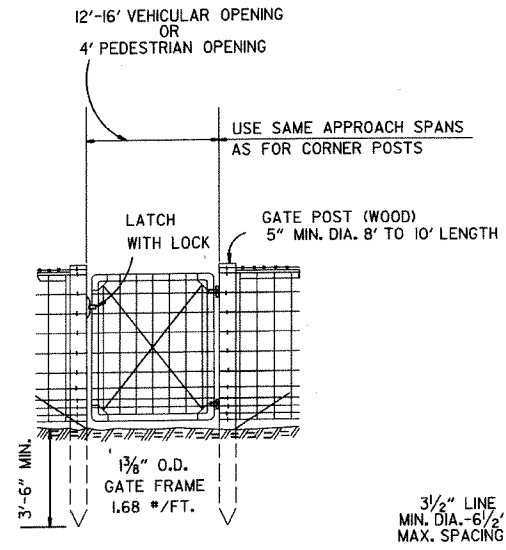 12'-16' VEHICULAR OPENING
OR
4' PEDESTRIAN OPENING
USE SAME APPROACH SPANS
AS FOR CORNER POSTS
LATCH
WITH LOCK
GATE POST (WOOD)
5" MIN. DIA. 8' TO 10' LENGTH
3'-6" MIN.
1⅜" O.D.
GATE FRAME
1.68 #/FT.
3½" LINE
MIN. DIA.-6½'
MAX. SPACING